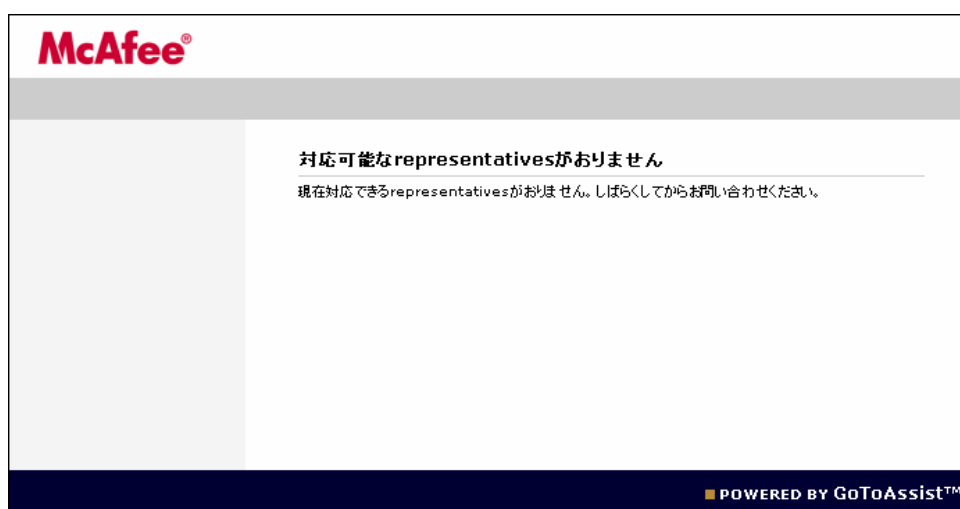 McAfee®
対応可能なrepresentativesがおりません
現在対応できるrepresentativesがおりません。しばらくしてからお問い合わせください。
POWERED BY GoToAssist™